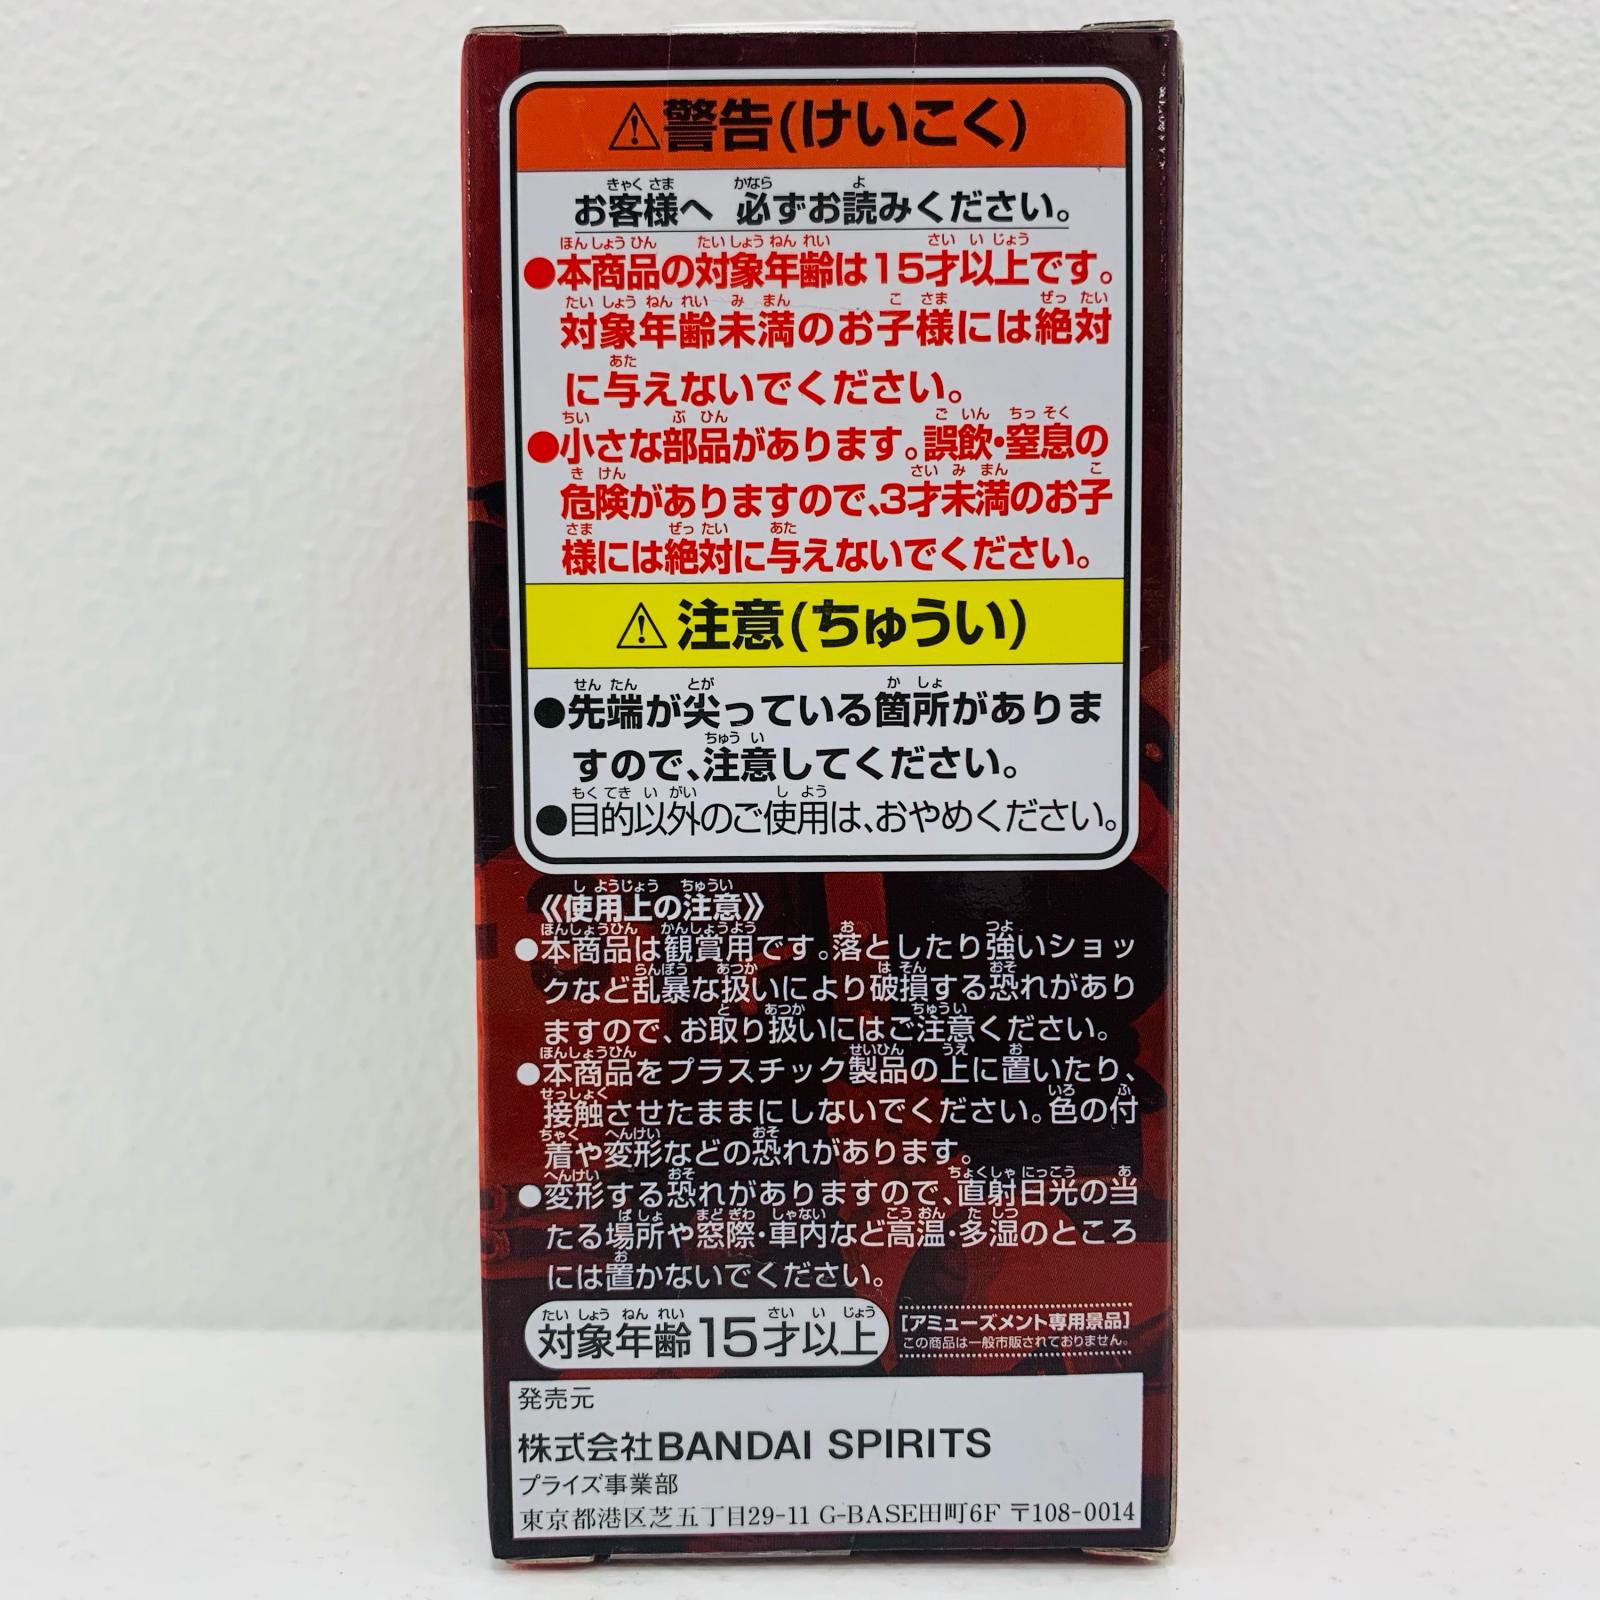 ⚠警告(けいこく)
お客様へ 必ずお読みください。
●本商品の対象年齢は15才以上です。
対象年齢未満のお子様には絶対
に与えないでください。
●小さな部品があります。誤飲・窒息の
危険がありますので、3才未満のお子
様には絶対に与えないでください。
⚠注意(ちゅうい)
●先端が尖っている箇所がありま
すので、注意してください。
●目的以外のご使用は、おやめください。
《使用上の注意》
●本商品は観賞用です。落としたり強いショッ
クなど乱暴な扱いにより破損する恐れがあり
ますので、お取り扱いにはご注意ください。
●本商品をプラスチック製品の上に置いたり、
接触させたままにしないでください。色の付
着や変形などの恐れがあります。
●変形する恐れがありますので、直射日光の当
たる場所や窓際・車内など高温・多湿のところ
には置かないでください。
対象年齢15才以上
[アミューズメント専用景品]
この商品は一般市販されておりません。
発売元
株式会社BANDAI SPIRITS
プライズ事業部
東京都港区芝五丁目29-11 G-BASE田町6F 〒108-0014